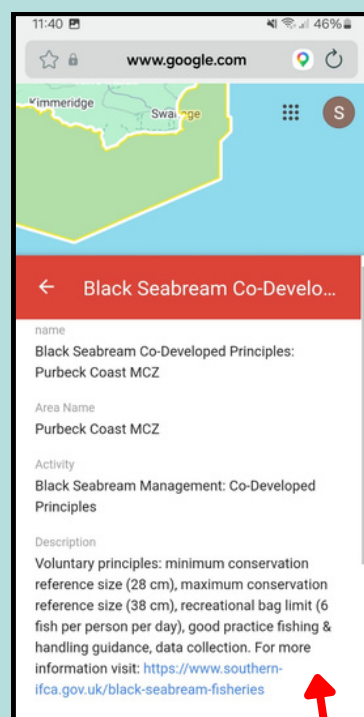 11:40 46%
www.google.com
Kimmeridge
Swanage
S
Black Seabream Co-Develo...
name
Black Seabream Co-Developed Principles:
Purbeck Coast MCZ
Area Name
Purbeck Coast MCZ
Activity
Black Seabream Management: Co-Developed
Principles
Description
Voluntary principles: minimum conservation
reference size (28 cm), maximum conservation
reference size (38 cm), recreational bag limit (6
fish per person per day), good practice fishing &
handling guidance, data collection. For more
information visit: https://www.southern-
ifca.gov.uk/black-seabream-fisheries